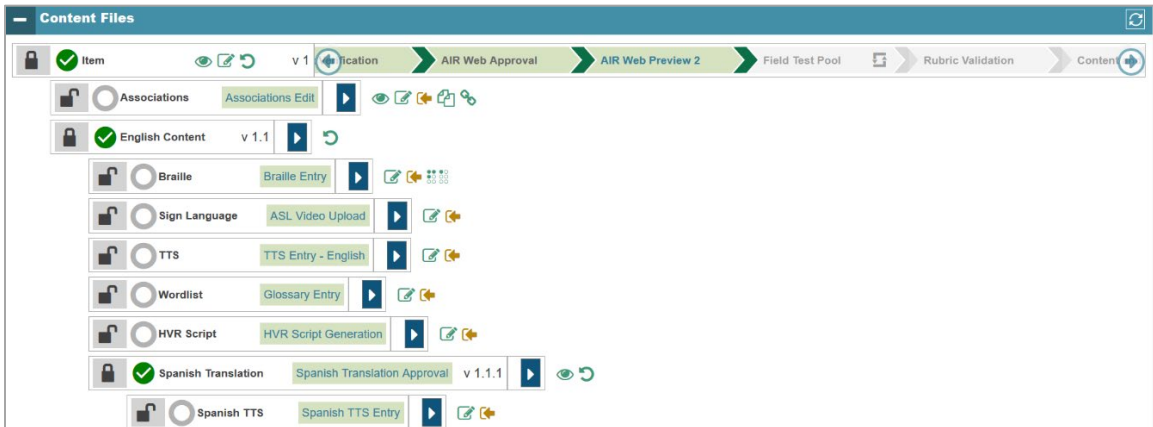 Content Files
Item v 1 fication AIR Web Approval AIR Web Preview 2 Field Test Pool Rubric Validation Content
Associations Associations Edit
English Content v 1.1
Braille Braille Entry
Sign Language ASL Video Upload
TTS TTS Entry - English
Wordlist Glossary Entry
HVR Script HVR Script Generation
Spanish Translation Spanish Translation Approval v 1.1.1
Spanish TTS Spanish TTS Entry